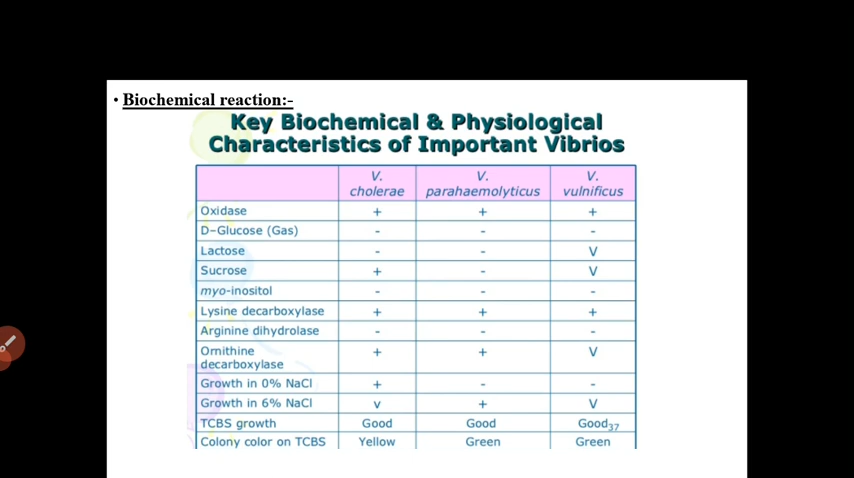 • Biochemical reaction:-
Key Biochemical & Physiological
Characteristics of Important Vibrios
V. cholerae V. parahaemolyticus V. vulnificus
Oxidase + + +
D-Glucose (Gas) - - -
Lactose - - V
Sucrose + - V
myo-inositol - - -
Lysine decarboxylase + + +
Arginine dihydrolase - - -
Ornithine decarboxylase + + V
Growth in 0% NaCl + - -
Growth in 6% NaCl v + V
TCBS growth Good Good Good37
Colony color on TCBS Yellow Green Green